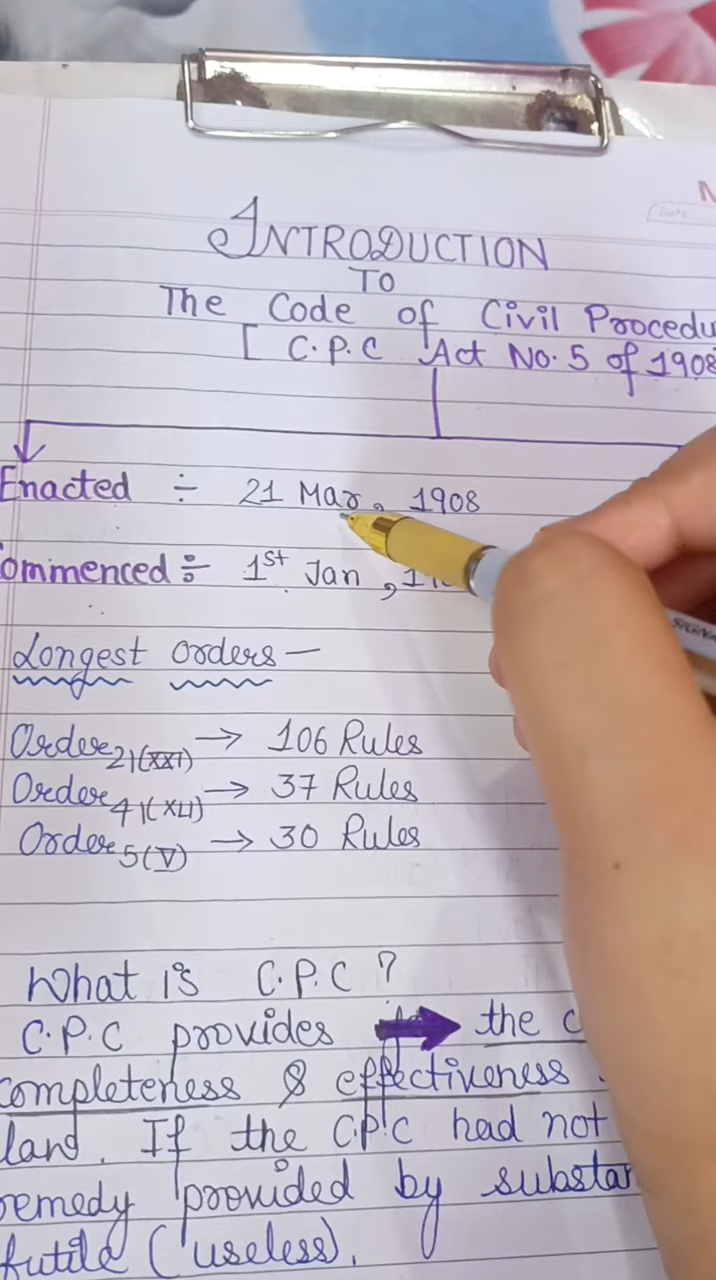 INTRODUCTION
TO
The Code of Civil Procedu
[ C.P.C Act No. 5 of 1908
Enacted ÷ 21 Mar, 1908
ommenced ÷ 1st Jan, 1
Longest orders —
Order 21(XXI) → 106 Rules
Order 41(XLI) → 37 Rules
Order 5(V) → 30 Rules
What is C.P.C ?
C.P.C provides → the c
completeness & effectiveness
land. If the CPC had not
remedy provided by substan
futile (useless).